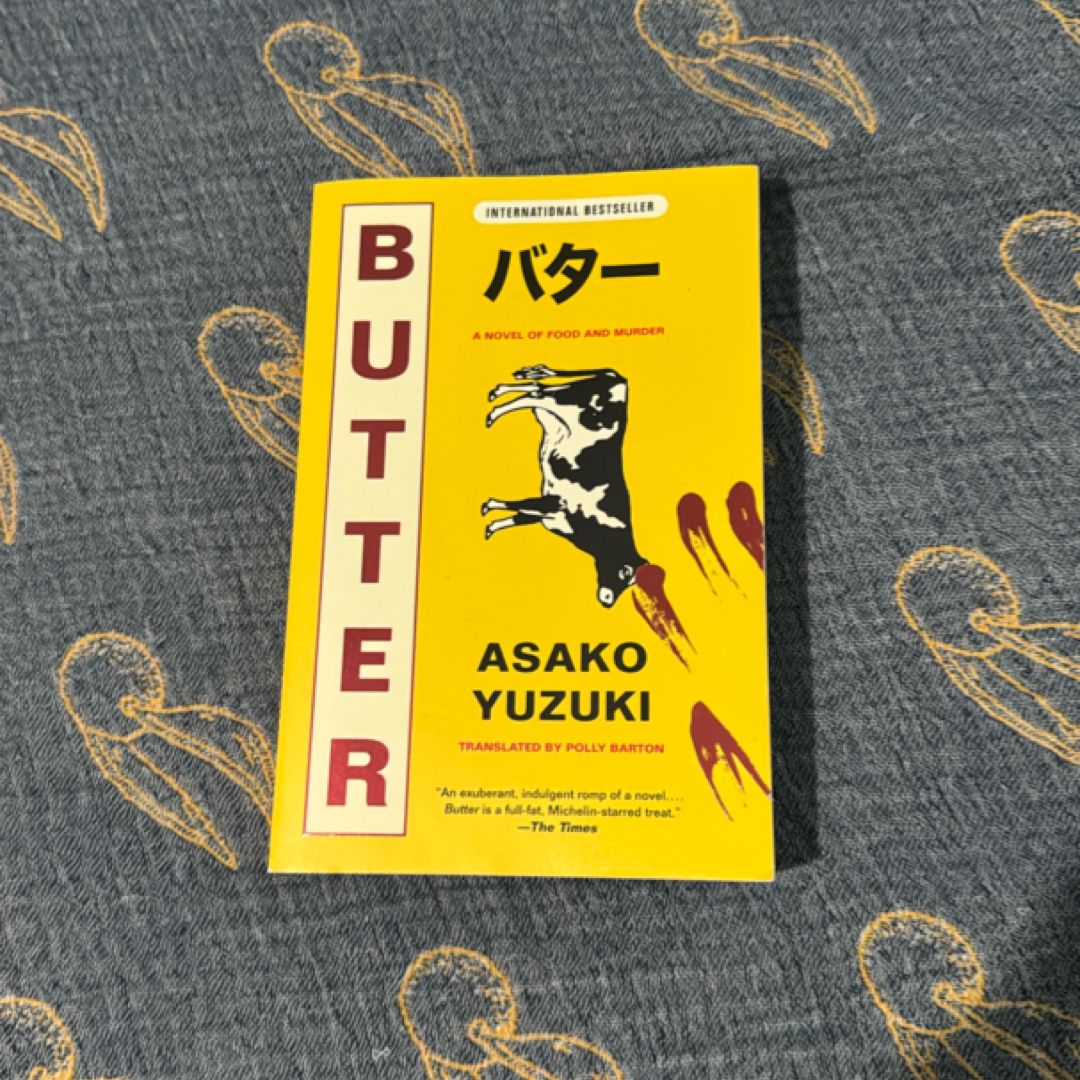 BUTTER
INTERNATIONAL BESTSELLER
バター
A NOVEL OF FOOD AND MURDER
ASAKO
YUZUKI
TRANSLATED BY POLLY BARTON
"An exuberant, indulgent romp of a novel....
Butter is a full-fat, Michelin-starred treat."
—The Times